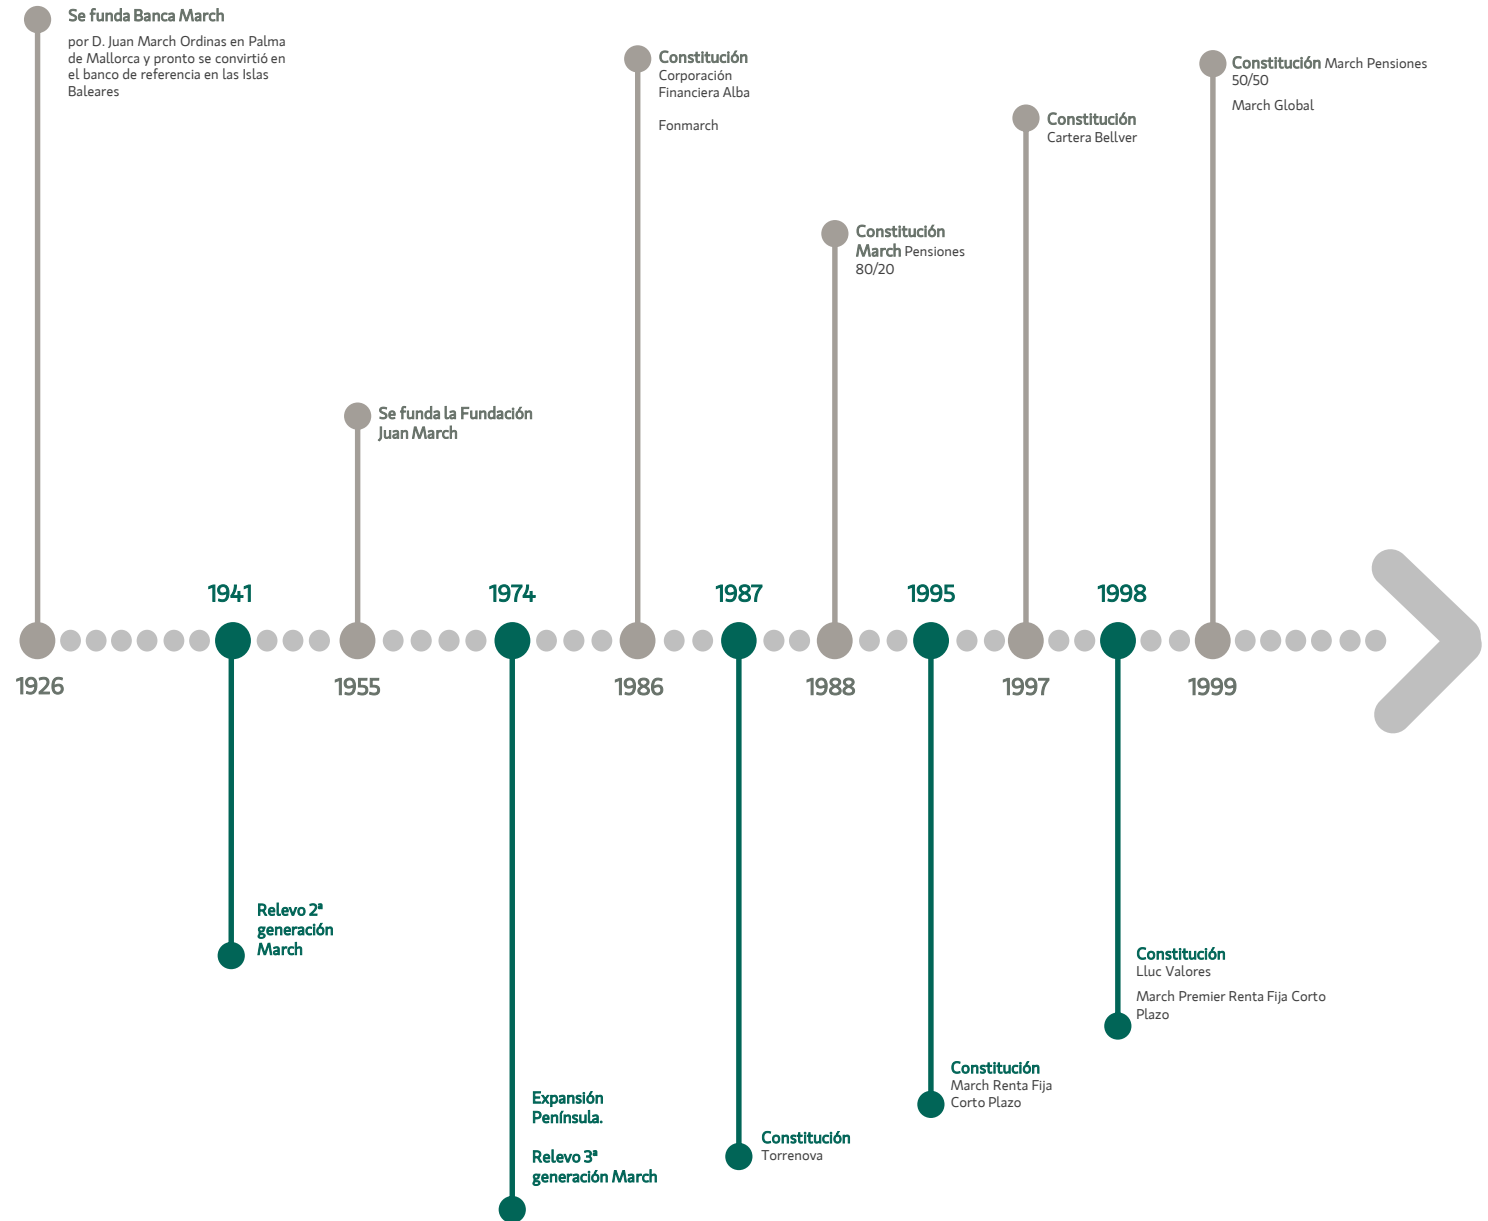 Se funda Banca March
por D. Juan March Ordinas en Palma
de Mallorca y pronto se convirtió en
el banco de referencia en las Islas
Baleares
Constitución
Corporación
Financiera Alba
Fonmarch
Constitución March Pensiones
50/50
March Global
Constitución
Cartera Bellver
Constitución
March Pensiones
80/20
Se funda la Fundación
Juan March
1941
1974
1987
1995
1998
1926
1955
1986
1988
1997
1999
Relevo 2ª
generación
March
Constitución
Lluc Valores
March Premier Renta Fija Corto
Plazo
Constitución
March Renta Fija
Corto Plazo
Expansión
Península.
Relevo 3ª
generación March
Constitución
Torrenova